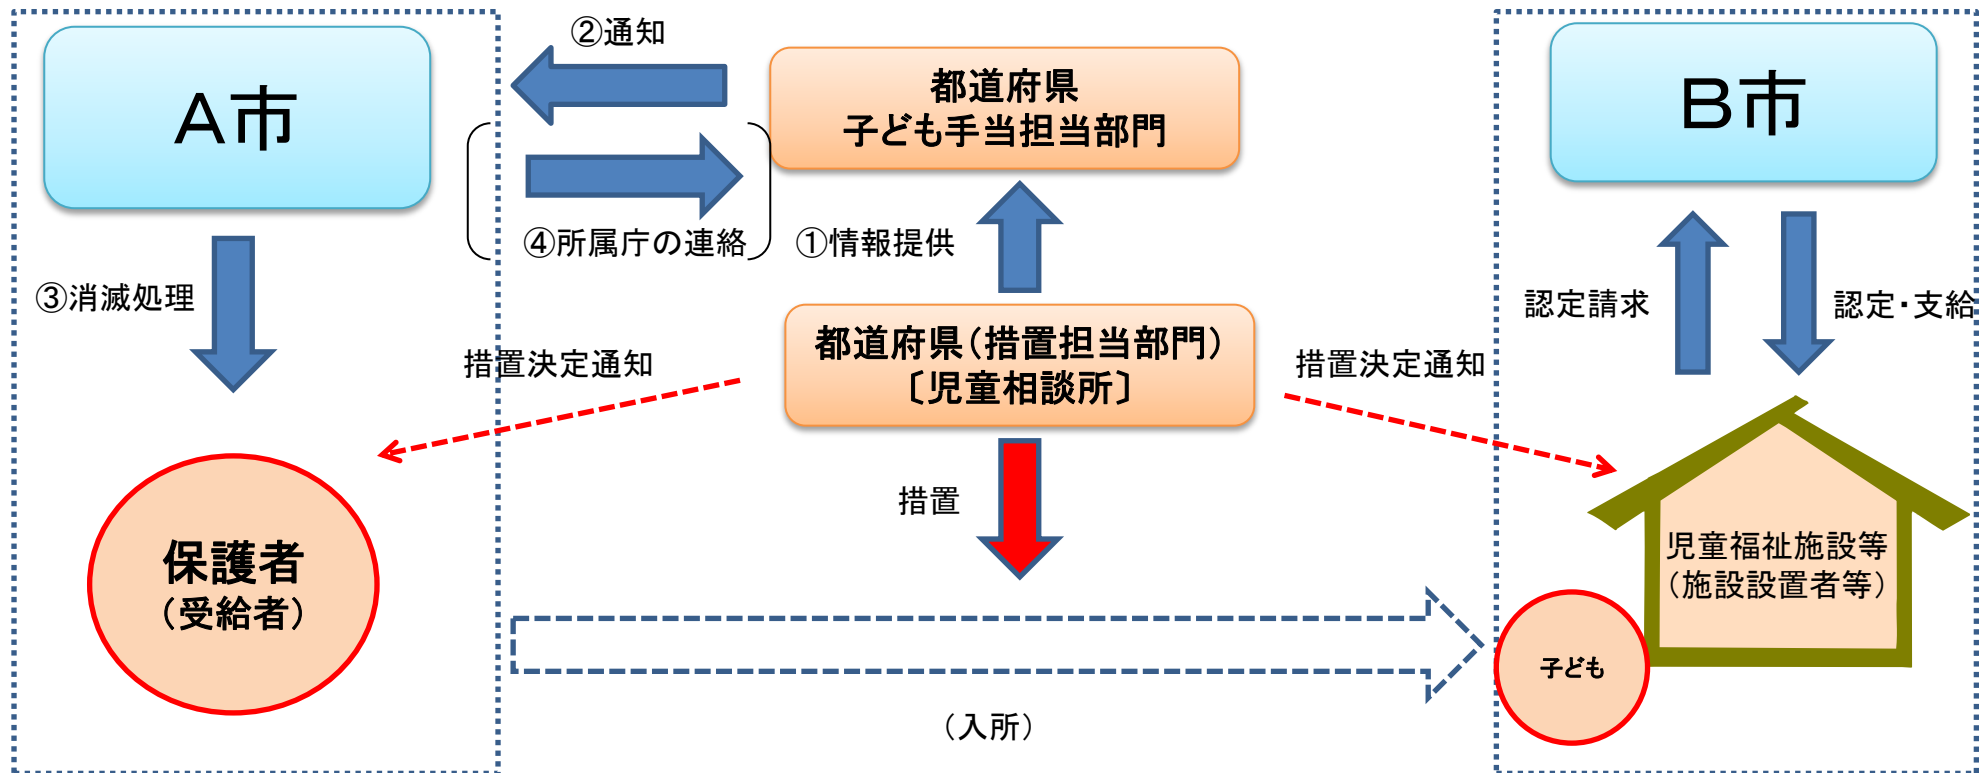 A市
②通知
都道府県
子ども手当担当部門
B市
④所属庁の連絡
①情報提供
③消滅処理
認定請求
認定・支給
都道府県(措置担当部門)
〔児童相談所〕
措置決定通知
措置決定通知
措置
保護者
(受給者)
児童福祉施設等
(施設設置者等)
子ども
(入所)